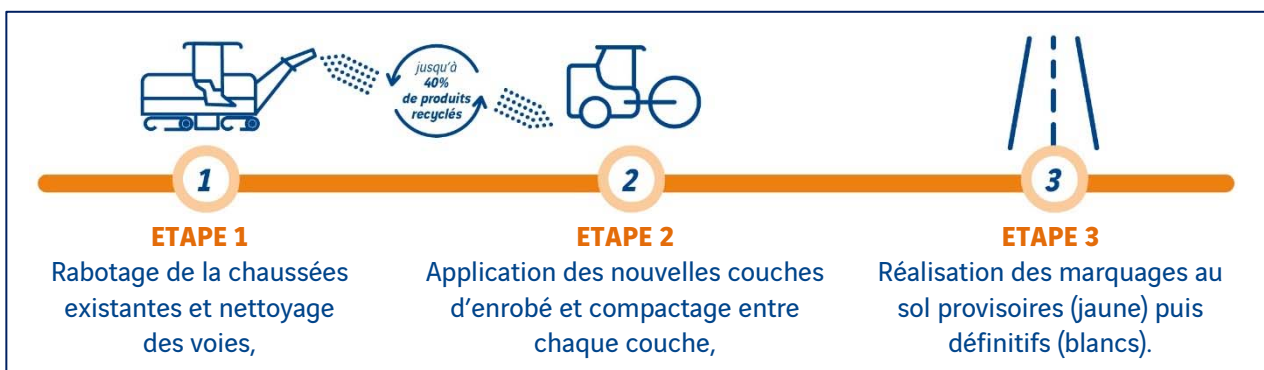 jusqu'à
40%
de produits
recyclés
1
2
3
ETAPE 1
Rabotage de la chaussées
existantes et nettoyage
des voies,
ETAPE 2
Application des nouvelles couches
d'enrobé et compactage entre
chaque couche,
ETAPE 3
Réalisation des marquages au
sol provisoires (jaune) puis
définitifs (blancs).